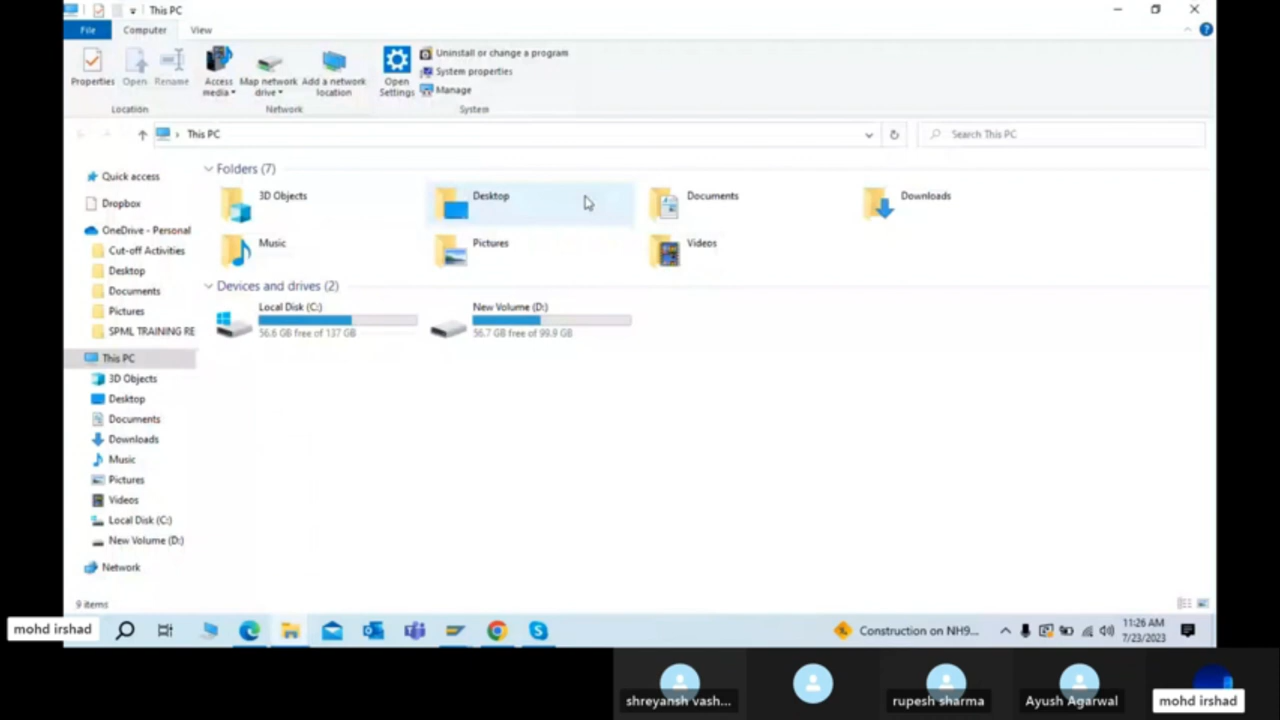 This PC
File Computer View
Properties Open Rename Access media Map network drive Add a network location Open Settings Uninstall or change a program
System properties
Manage
Location Network System
This PC Search This PC
Quick access
Dropbox
OneDrive - Personal
Cut-off Activities
Desktop
Documents
Pictures
SPML TRAINING RE
This PC
3D Objects
Desktop
Documents
Downloads
Music
Pictures
Videos
Local Disk (C:)
New Volume (D:)
Network
Folders (7)
3D Objects Desktop Documents Downloads
Music Pictures Videos
Devices and drives (2)
Local Disk (C:) New Volume (D:)
56.6 GB free of 137 GB 56.7 GB free of 99.9 GB
9 items
mohd irshad
Construction on NH9...
11:26 AM
7/23/2023
shreyansh vash... rupesh sharma Ayush Agarwal mohd irshad